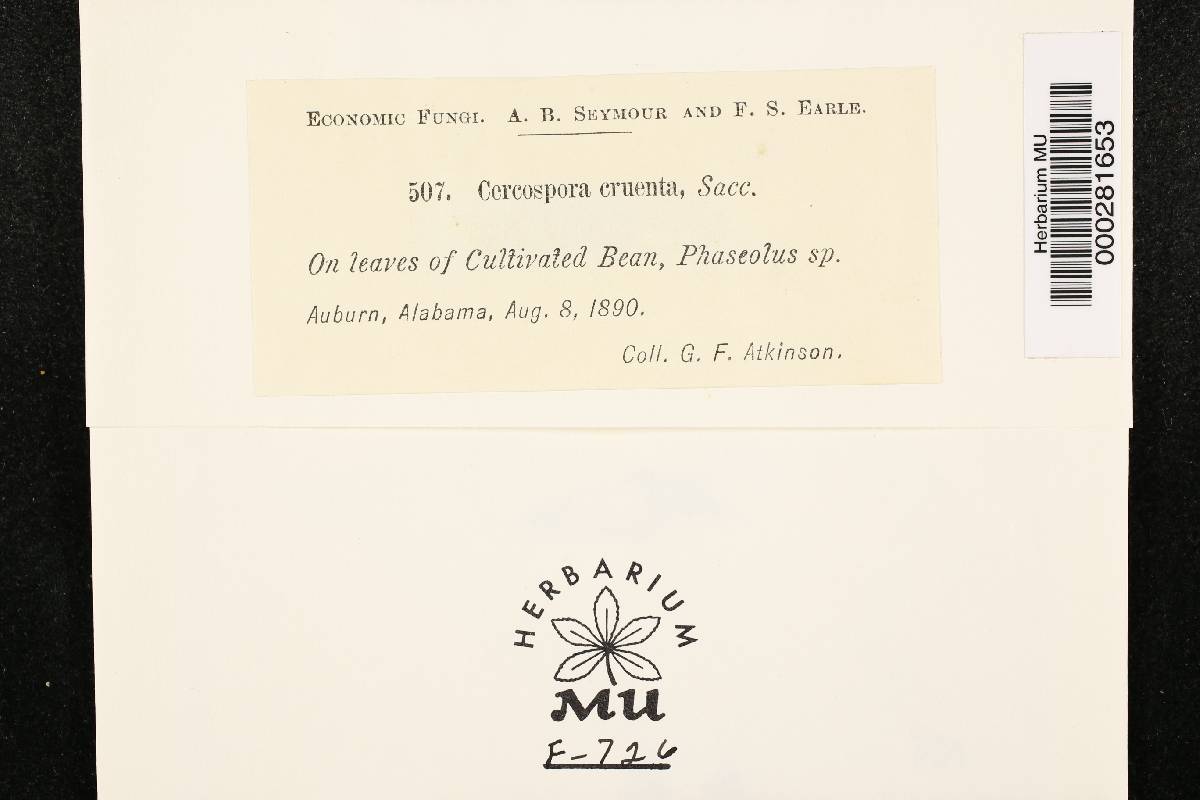 ECONOMIC FUNGI. A. B. SEYMOUR AND F. S. EARLE.
507. Cercospora cruenta, Sacc.
On leaves of Cultivated Bean, Phaseolus sp.
Auburn, Alabama, Aug. 8, 1890.
Coll. G. F. Atkinson.
Herbarium MU
000281653
HERBARIUM
MU
F-726